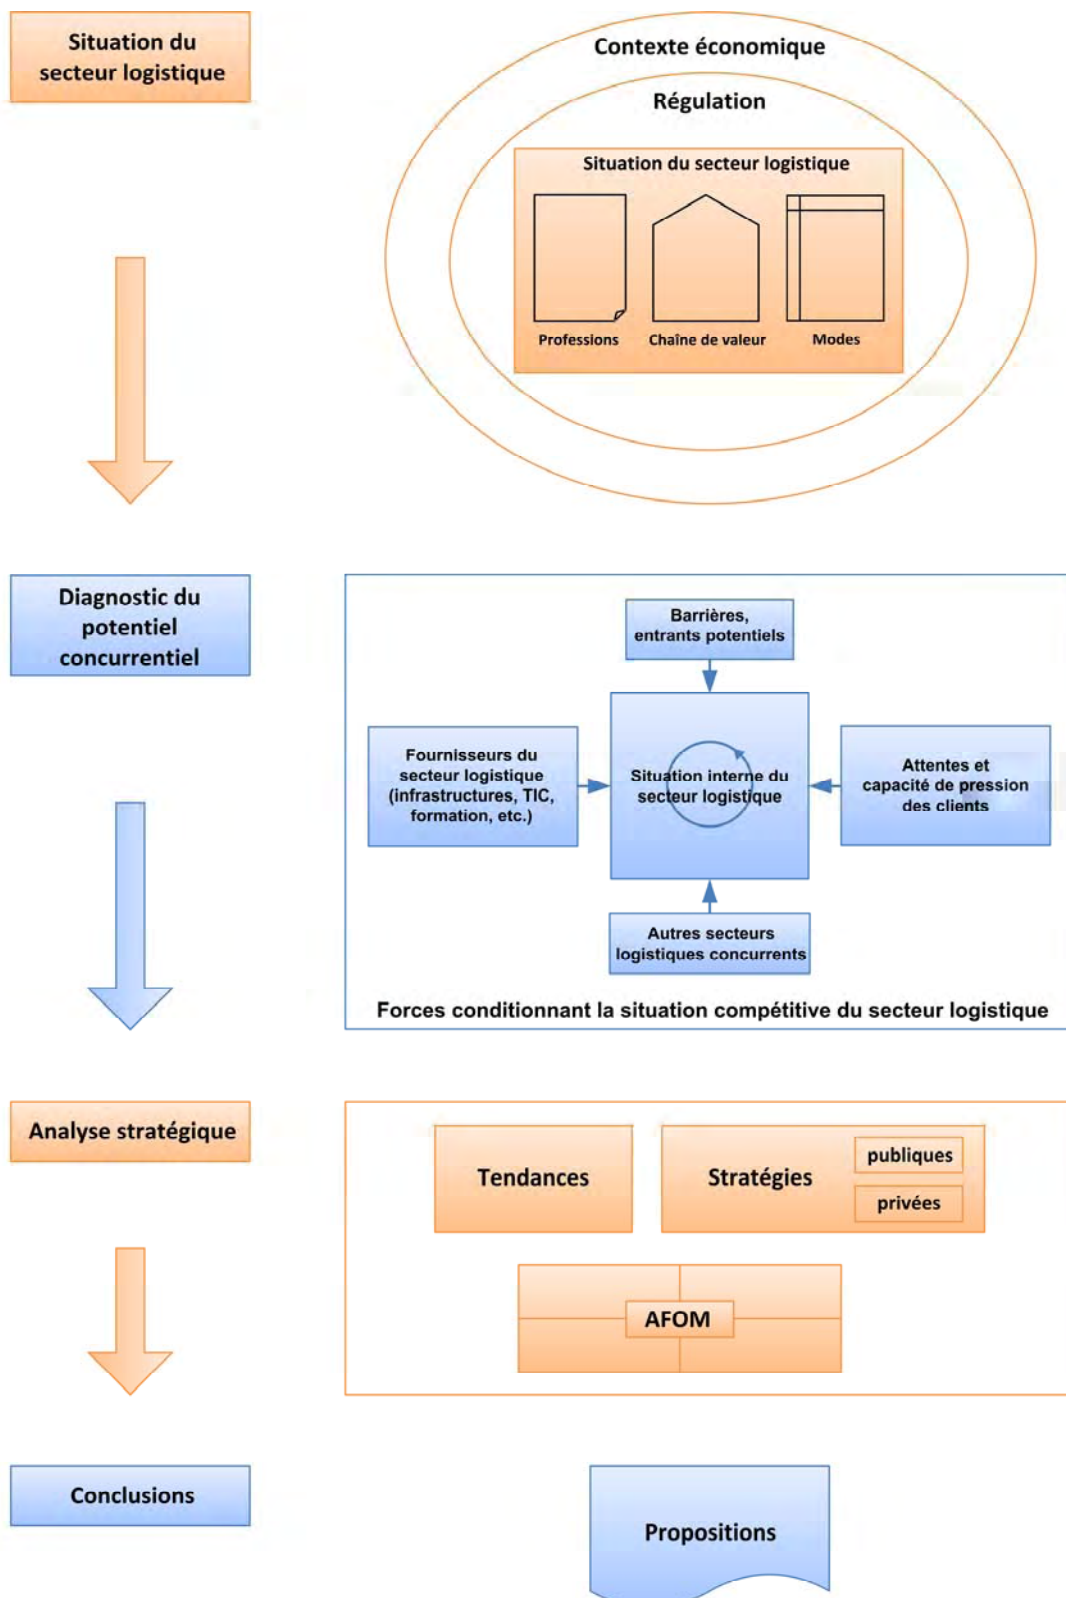 Situation du
secteur logistique
Contexte économique
Régulation
Situation du secteur logistique
Professions
Chaîne de valeur
Modes
Diagnostic du
potentiel
concurrentiel
Barrières,
entrants potentiels
Fournisseurs du
secteur logistique
(infrastructures, TIC,
formation, etc.)
Situation interne du
secteur logistique
Attentes et
capacité de pression
des clients
Autres secteurs
logistiques concurrents
Forces conditionnant la situation compétitive du secteur logistique
Analyse stratégique
Tendances
Stratégies
publiques
privées
AFOM
Conclusions
Propositions